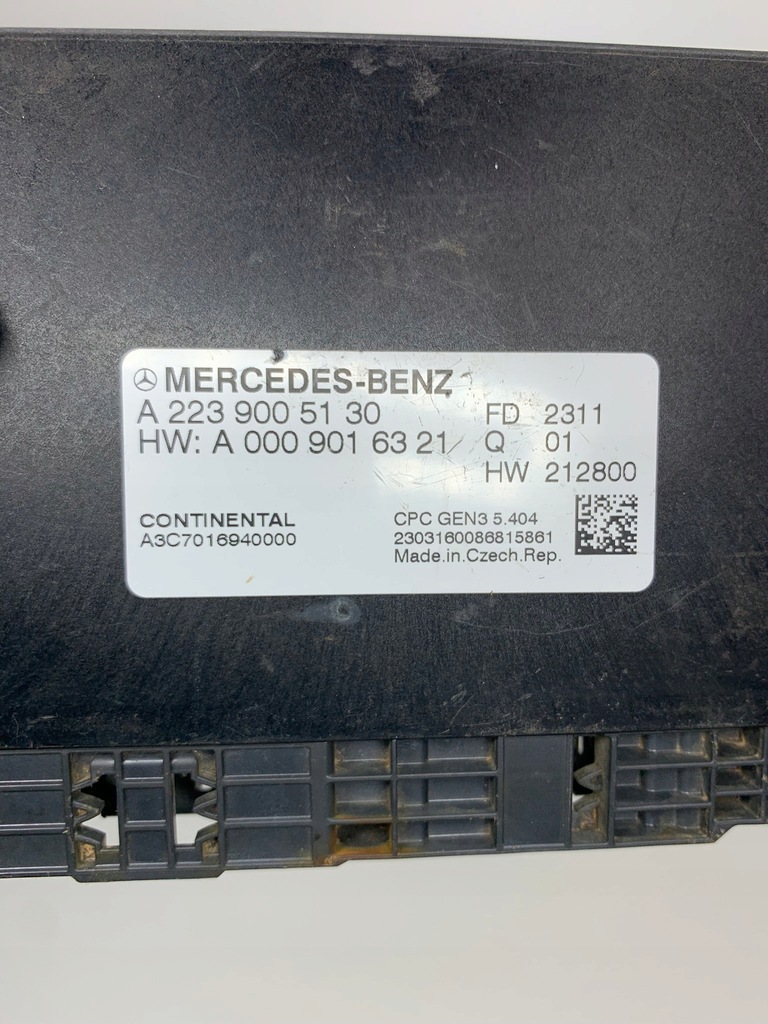 MERCEDES-BENZ
A 223 900 51 30
HW: A 000 901 63 21
FD 2311
Q 01
HW 212800
CONTINENTAL
A3C7016940000
CPC GEN3 5.404
2303160086815861
Made.in.Czech.Rep.